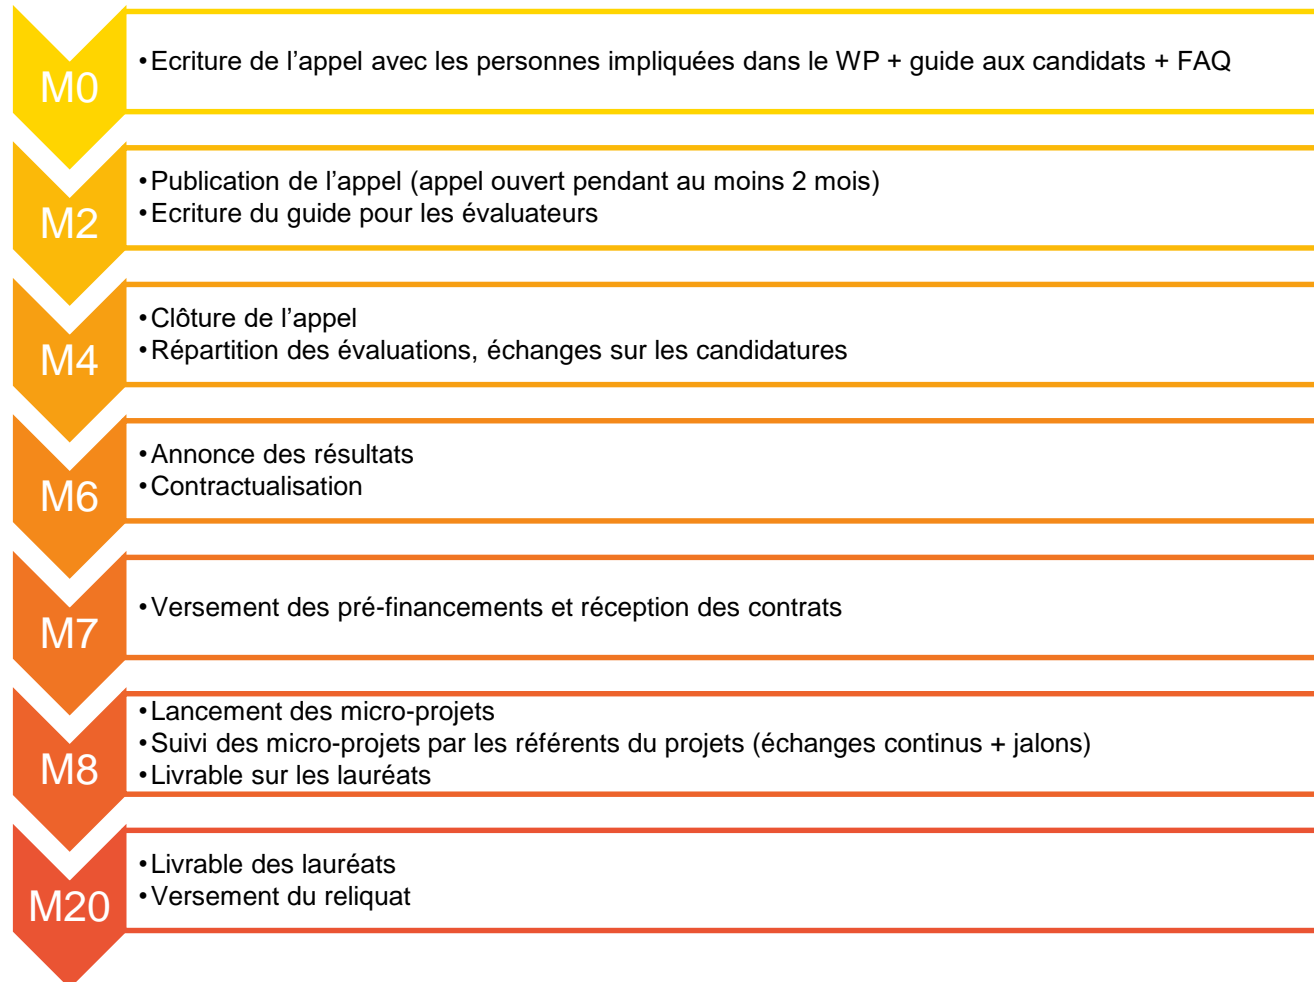 M0
•Ecriture de l’appel avec les personnes impliquées dans le WP + guide aux candidats + FAQ
M2
•Publication de l’appel (appel ouvert pendant au moins 2 mois)
•Ecriture du guide pour les évaluateurs
M4
•Clôture de l’appel
•Répartition des évaluations, échanges sur les candidatures
M6
•Annonce des résultats
•Contractualisation
M7
•Versement des pré-financements et réception des contrats
M8
•Lancement des micro-projets
•Suivi des micro-projets par les référents du projets (échanges continus + jalons)
•Livrable sur les lauréats
M20
•Livrable des lauréats
•Versement du reliquat